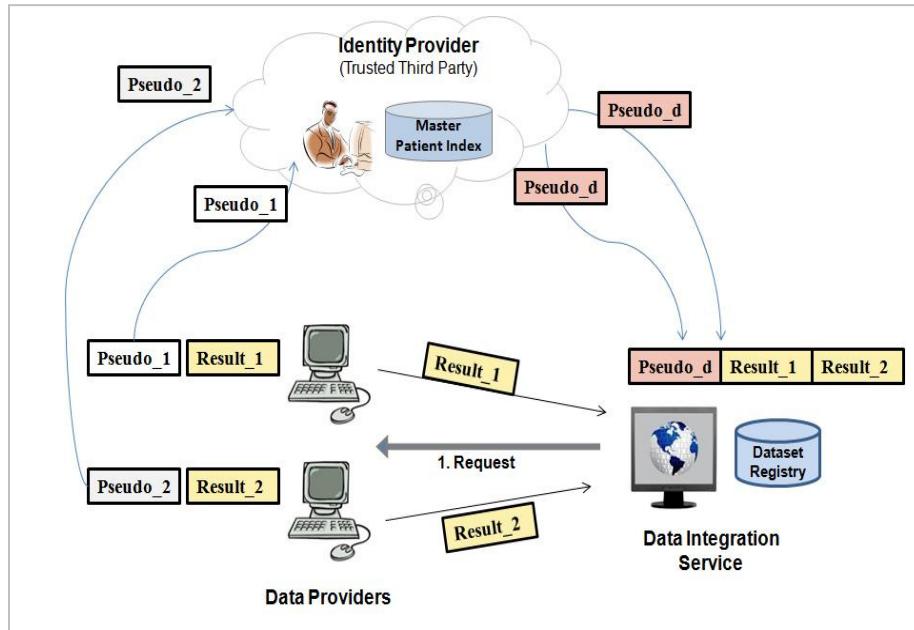 Identity Provider
(Trusted Third Party)
Pseudo_2
Master
Patient Index
Pseudo_d
Pseudo_d
Pseudo_1
Pseudo_1
Result_1
Result_1
Pseudo_d
Result_1
Result_2
1. Request
Dataset
Registry
Pseudo_2
Result_2
Result_2
Data Integration
Service
Data Providers